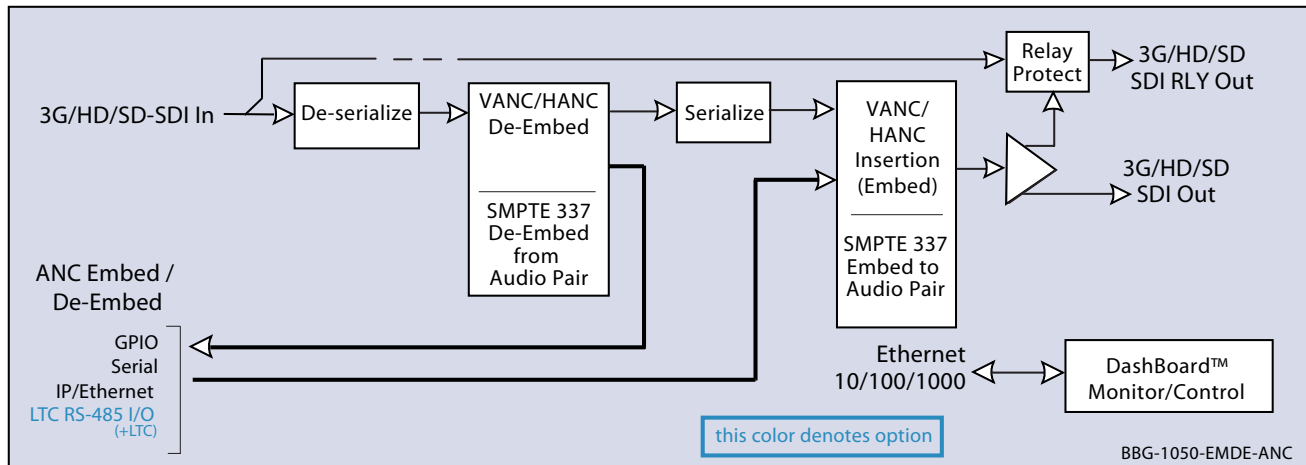 3G/HD/SD-SDI In
De-serialize
VANC/HANC
De-Embed
SMPTE 337
De-Embed
from
Audio Pair
Serialize
VANC/
HANC
Insertion
(Embed)
SMPTE 337
Embed to
Audio Pair
Relay
Protect
3G/HD/SD
SDI RLY Out
3G/HD/SD
SDI Out
ANC Embed /
De-Embed
GPIO
Serial
IP/Ethernet
LTC RS-485 I/O
(+LTC)
Ethernet
10/100/1000
DashBoard™
Monitor/Control
this color denotes option
BBG-1050-EMDE-ANC